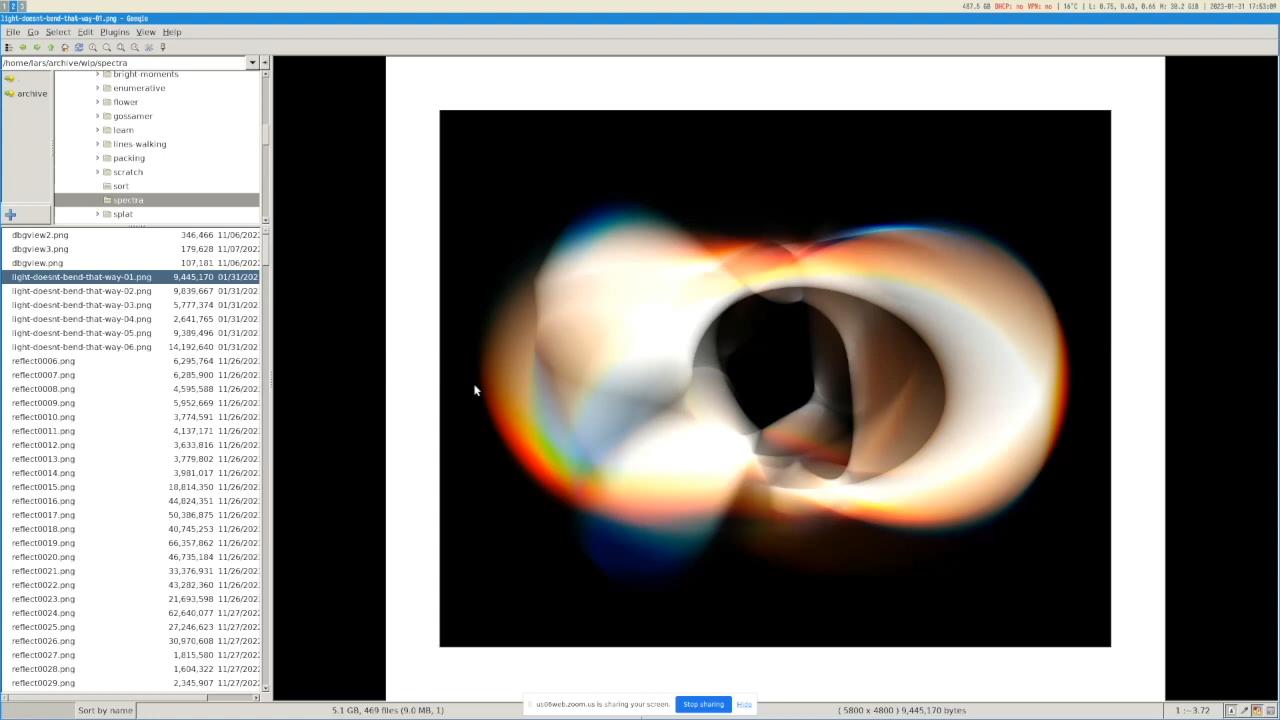 1 2 3
487.5 GB DHCP: no VPN: no | 16°C | L: 0.75, 0.63, 0.66 M: 38.2 GiB | 2023-01-31 17:53:09
light-doesnt-bend-that-way-01.png - Geeqie
File Go Select Edit Plugins View Help
/home/lars/archive/wip/spectra
.
archive
bright-moments
enumerative
flower
gossamer
learn
lines-walking
packing
scratch
sort
spectra
splat
dbgview2.png 346,466 11/06/202
dbgview3.png 179,628 11/07/202
dbgview.png 107,181 11/06/202
light-doesnt-bend-that-way-01.png 9,445,170 01/31/202
light-doesnt-bend-that-way-02.png 9,839,667 01/31/202
light-doesnt-bend-that-way-03.png 5,777,374 01/31/202
light-doesnt-bend-that-way-04.png 2,641,765 01/31/202
light-doesnt-bend-that-way-05.png 9,389,496 01/31/202
light-doesnt-bend-that-way-06.png 14,192,640 01/31/202
reflect0006.png 6,295,764 11/26/202
reflect0007.png 6,285,900 11/26/202
reflect0008.png 4,595,588 11/26/202
reflect0009.png 5,952,669 11/26/202
reflect0010.png 3,774,591 11/26/202
reflect0011.png 4,137,171 11/26/202
reflect0012.png 3,633,816 11/26/202
reflect0013.png 3,779,802 11/26/202
reflect0014.png 3,981,017 11/26/202
reflect0015.png 18,814,350 11/26/202
reflect0016.png 44,824,351 11/26/202
reflect0017.png 50,386,875 11/26/202
reflect0018.png 40,745,253 11/26/202
reflect0019.png 66,357,862 11/26/202
reflect0020.png 46,735,184 11/26/202
reflect0021.png 33,376,931 11/26/202
reflect0022.png 43,282,360 11/26/202
reflect0023.png 21,693,598 11/26/202
reflect0024.png 62,640,077 11/27/202
reflect0025.png 27,246,623 11/27/202
reflect0026.png 30,970,608 11/27/202
reflect0027.png 1,815,580 11/27/202
reflect0028.png 1,604,322 11/27/202
reflect0029.png 2,345,907 11/27/202
us06web.zoom.us is sharing your screen. Stop sharing Hide
Sort by name 5.1 GB, 469 files (9.0 MB, 1) ( 5800 x 4800 ) 9,445,170 bytes 1 :~3.72